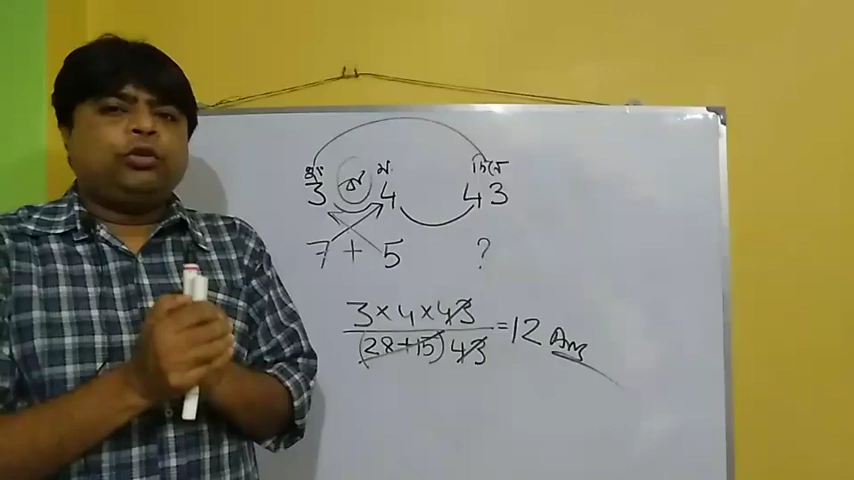 পু: ম: দিনে
3 বা 4 43
7 + 5 ?
3 × 4 × 43
(28 + 15) 43 = 12 Ans